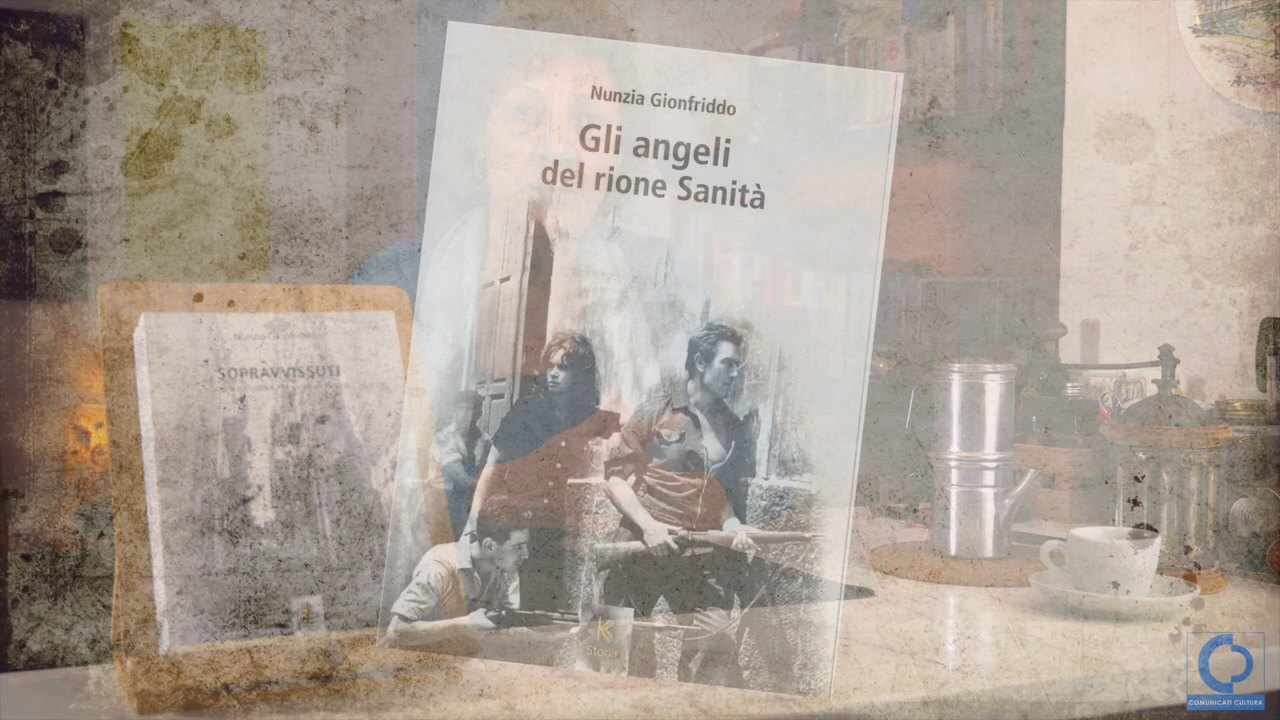 Nunzia Gionfriddo
Gli angeli
del rione Sanità
SOPRAVVISSUTI
K
Storia
COMUNICATI CULTURA